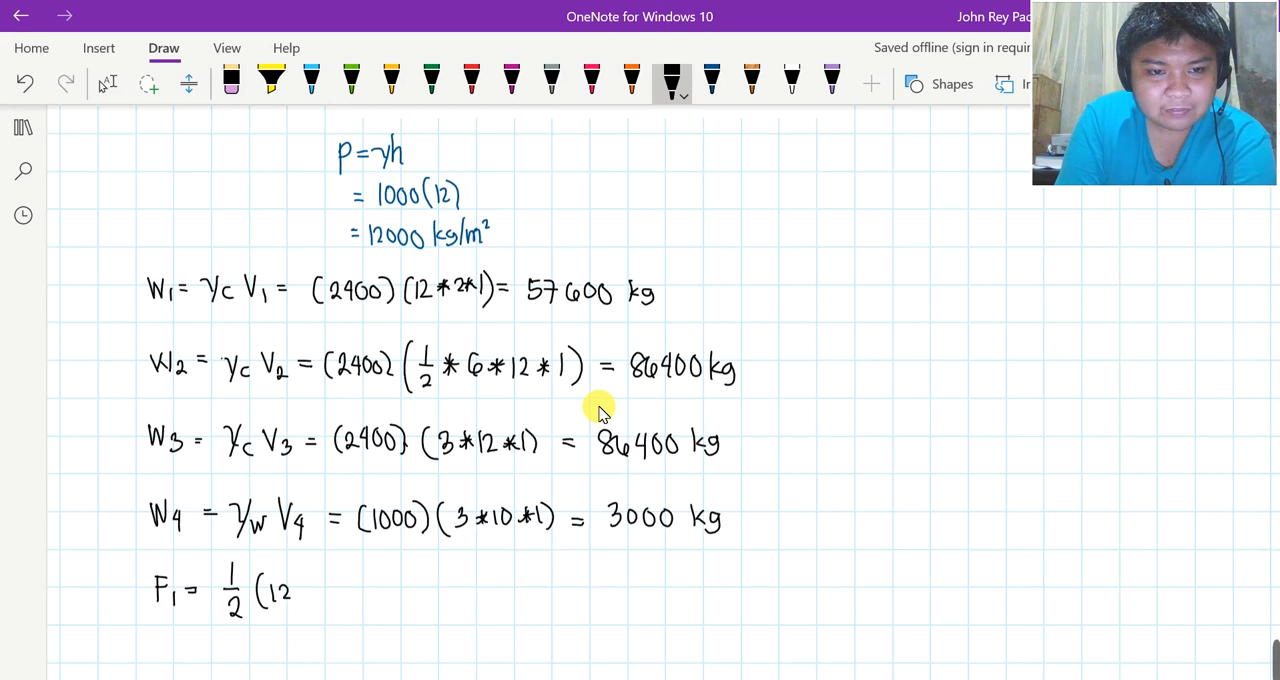 OneNote for Windows 10
John Rey Pac
Home Insert Draw View Help
Saved offline (sign in requir
Shapes
In
P = γh
= 1000(12)
= 12000 kg/m²
W₁ = γc V₁ = (2400)(12*2*1) = 57600 kg
W₂ = γc V₂ = (2400)(1/2 * 6 * 12 * 1) = 86400 kg
W₃ = γc V₃ = (2400)(3*12*1) = 86400 kg
W₄ = γw V₄ = (1000)(3*10*1) = 3000 kg
F₁ = 1/2 (12